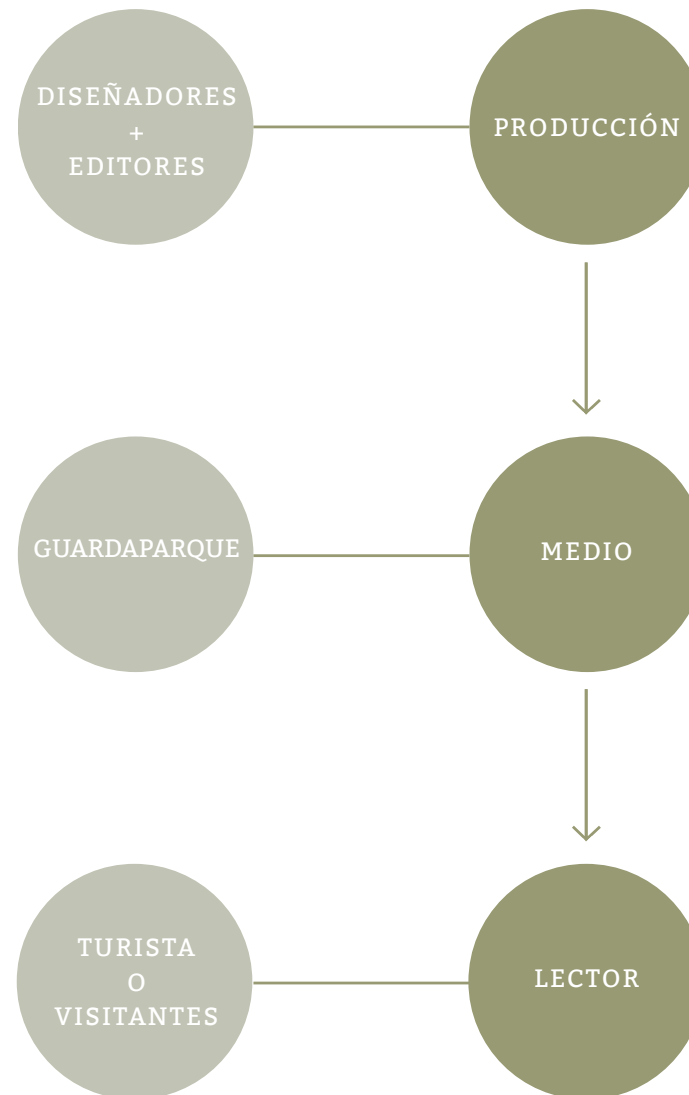 DISEÑADORES
+
EDITORES
PRODUCCIÓN
GUARDAPARQUE
MEDIO
TURISTA
O
VISITANTES
LECTOR